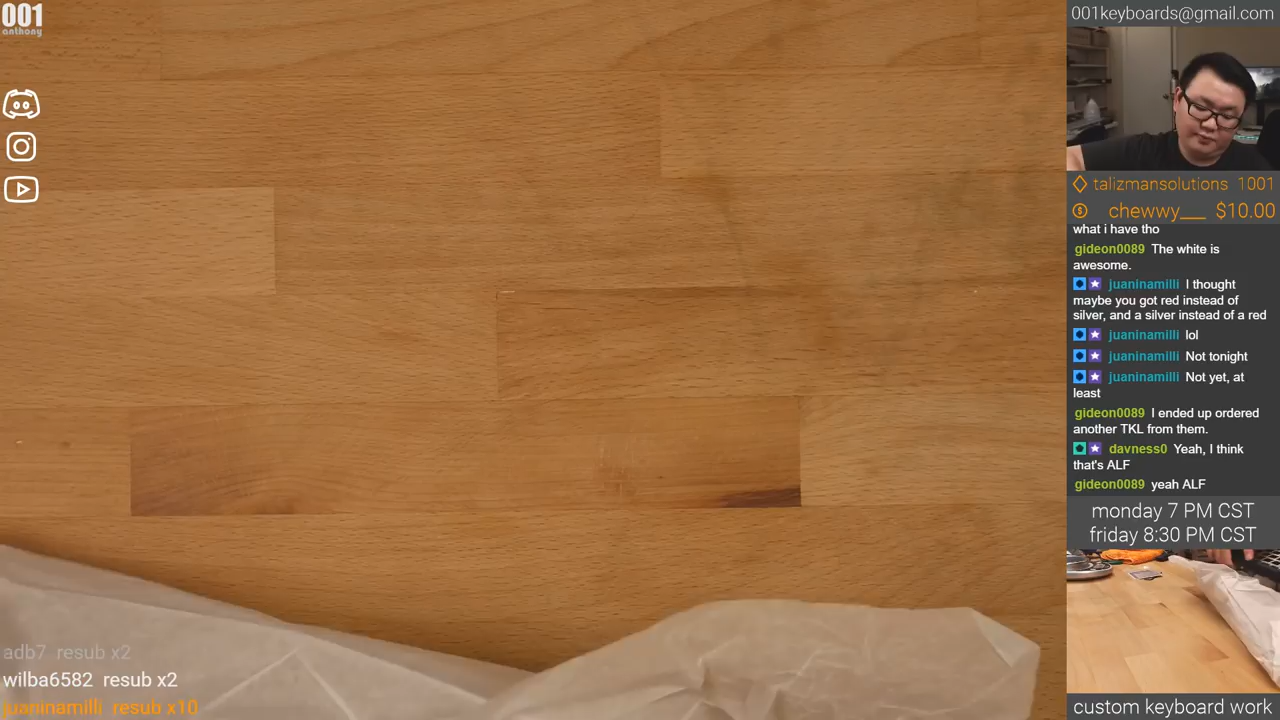 001
anthony
adb7 resub x2
wilba6582 resub x2
juaninamilli resub x10
001keyboards@gmail.com
talizmansolutions 1001
chewwy___ $10.00
what i have tho
gideon0089 The white is
awesome.
juaninamilli I thought
maybe you got red instead of
silver, and a silver instead of a red
juaninamilli lol
juaninamilli Not tonight
juaninamilli Not yet, at
least
gideon0089 I ended up ordered
another TKL from them.
davness0 Yeah, I think
that's ALF
gideon0089 yeah ALF
monday 7 PM CST
friday 8:30 PM CST
custom keyboard work